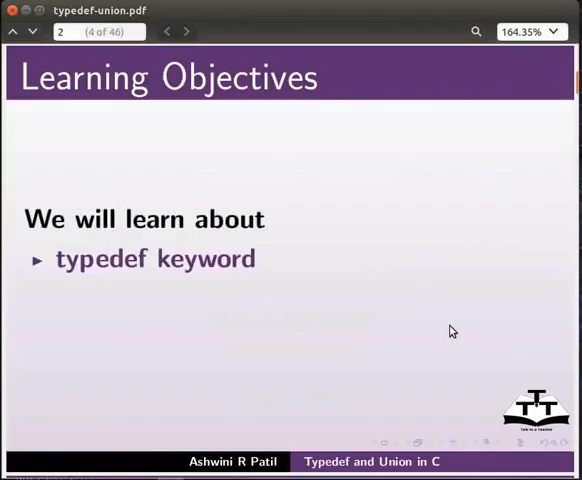 typedef-union.pdf
2 (4 of 46) 164.35%
Learning Objectives
We will learn about
typedef keyword
TTT
Talk to a Teacher
Ashwini R Patil Typedef and Union in C